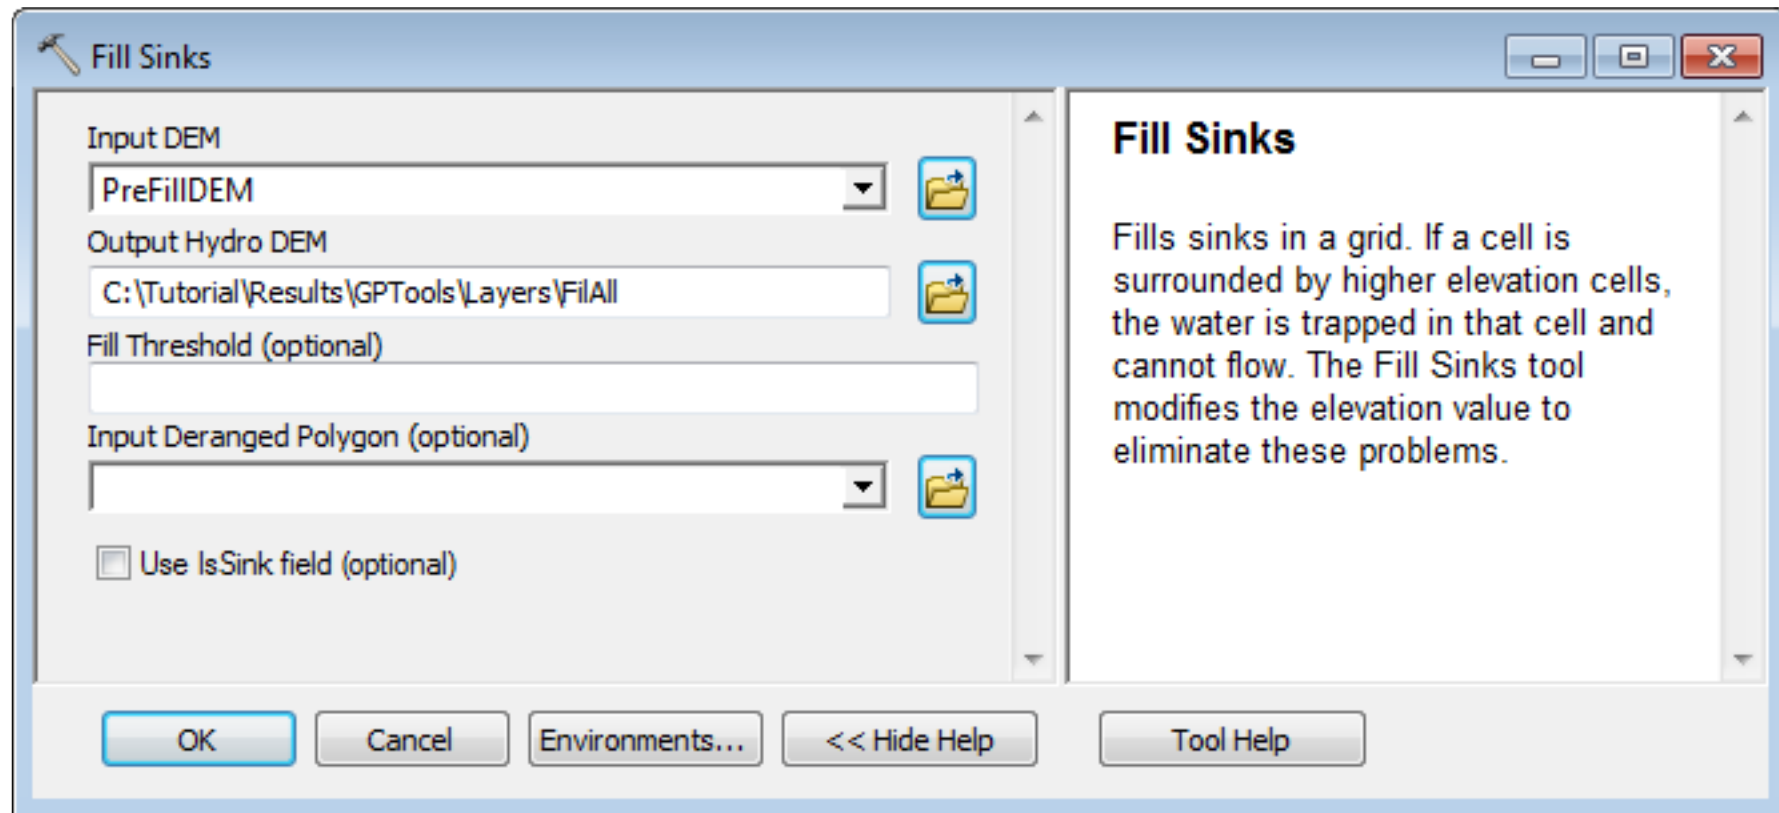 Fill Sinks
Input DEM
PreFillDEM
Output Hydro DEM
C:\Tutorial\Results\GPTools\Layers\FilAll
Fill Threshold (optional)
Input Deranged Polygon (optional)
Use IsSink field (optional)
Fill Sinks
Fills sinks in a grid. If a cell is
surrounded by higher elevation cells,
the water is trapped in that cell and
cannot flow. The Fill Sinks tool
modifies the elevation value to
eliminate these problems.
OK
Cancel
Environments...
<< Hide Help
Tool Help